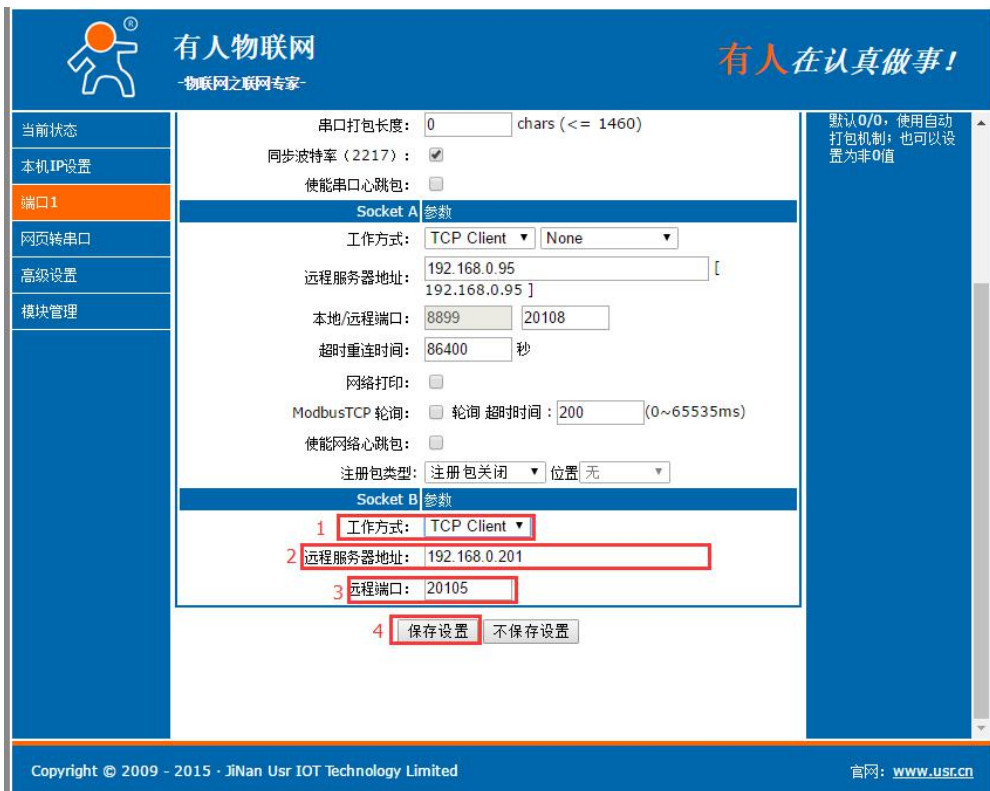 ®
有人物联网
-物联网之联网专家-
有人在认真做事!
当前状态
本机IP设置
端口1
网页转串口
高级设置
模块管理
串口打包长度: 0 chars (<= 1460)
同步波特率（2217）:
使能串口心跳包:
Socket A 参数
工作方式: TCP Client ▼ None ▼
远程服务器地址: 192.168.0.95 [
192.168.0.95 ]
本地/远程端口: 8899 20108
超时重连时间: 86400 秒
网络打印:
ModbusTCP 轮询: 轮询 超时时间：200 (0~65535ms)
使能网络心跳包:
注册包类型: 注册包关闭 ▼ 位置 无 ▼
Socket B 参数
1 工作方式: TCP Client ▼
2 远程服务器地址: 192.168.0.201
3 远程端口: 20105
4 保存设置 不保存设置
默认0/0，使用自动
打包机制；也可以设
置为非0值
Copyright © 2009 - 2015 · JiNan Usr IOT Technology Limited
官网: www.usr.cn